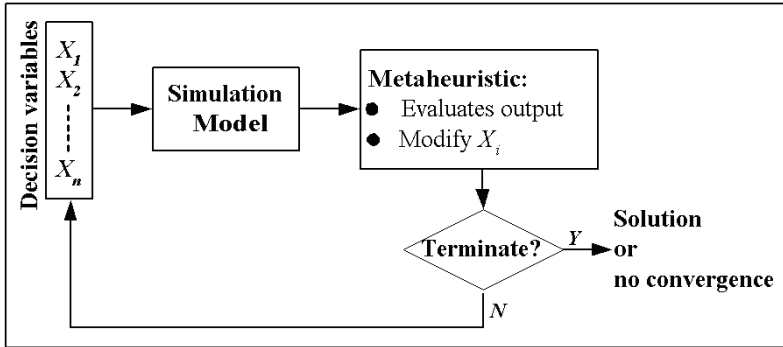 Decision variables
X1
X2
Xn
Simulation
Model
Metaheuristic:
● Evaluates output
● Modify Xi
Terminate?
Y
N
Solution
or
no convergence